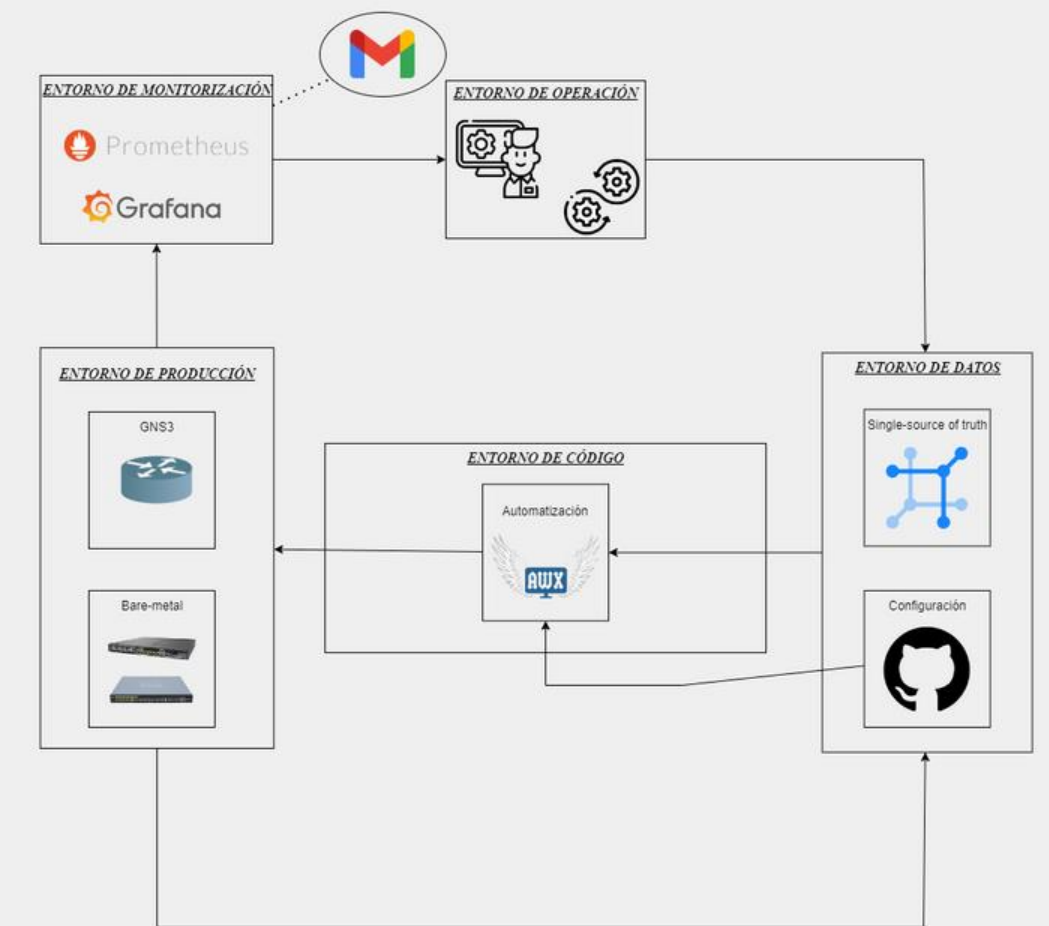 ENTORNO DE MONITORIZACIÓN
Prometheus
Grafana
ENTORNO DE OPERACIÓN
ENTORNO DE PRODUCCIÓN
GNS3
Bare-metal
ENTORNO DE CÓDIGO
Automatización
AWX
ENTORNO DE DATOS
Single-source of truth
Configuración